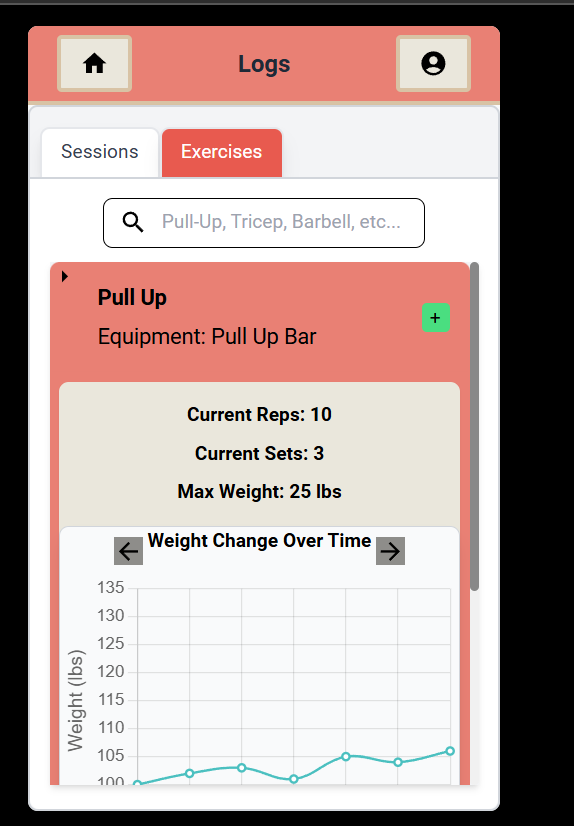 Logs
Sessions
Exercises
Pull-Up, Tricep, Barbell, etc...
Pull Up
+
Equipment: Pull Up Bar
Current Reps: 10
Current Sets: 3
Max Weight: 25 lbs
Weight Change Over Time
Weight (lbs)
135
130
125
120
115
110
105
100